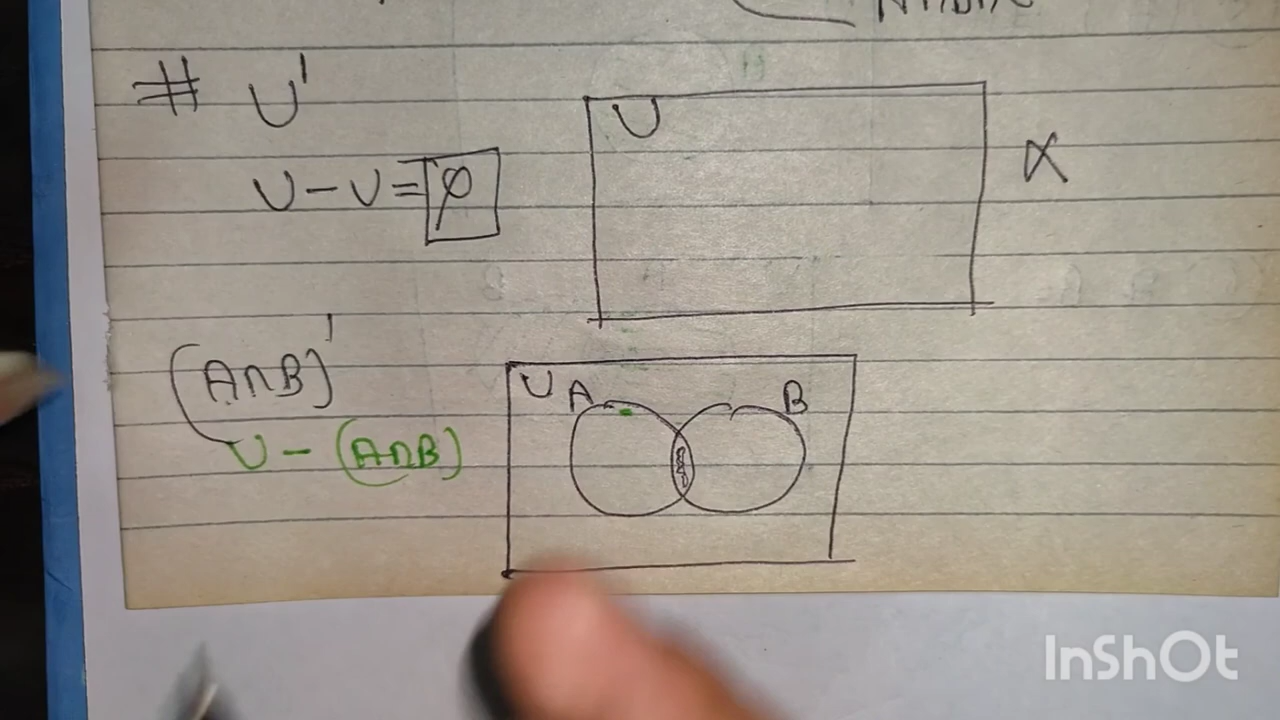 # U'
U
U - U = φ
(A∩B)'
U A B
U - (A∩B)
InShOt